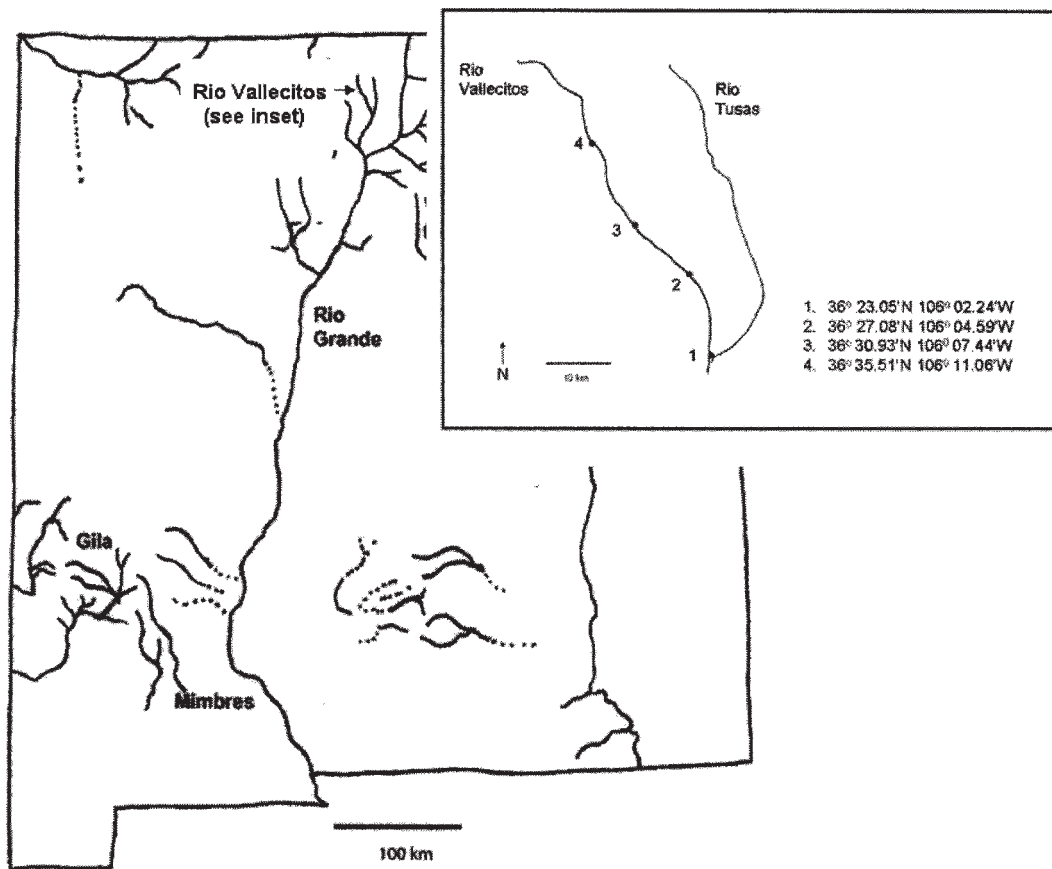 Rio Vallecitos
(see inset)
Rio
Grande
Gila
Mimbres
100 km
Rio
Vallecitos
Rio
Tusas
4
3
2
1
N
10 km
1. 36° 23.05'N 106° 02.24'W
2. 36° 27.08'N 106° 04.59'W
3. 36° 30.93'N 106° 07.44'W
4. 36° 35.51'N 106° 11.06'W